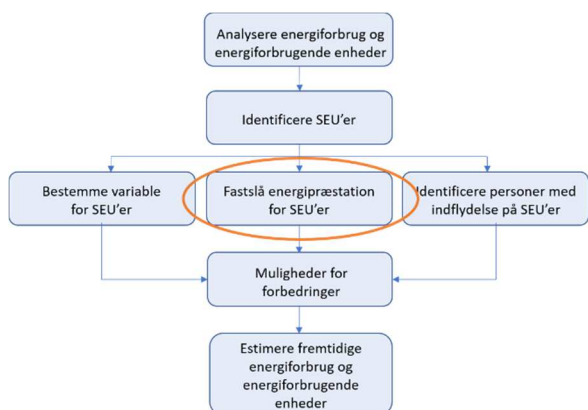 Analysere energiforbrug og
energiforbrugende enheder
Identificere SEU'er
Bestemme variable
for SEU'er
Fastslå energipræstation
for SEU'er
Identificere personer med
indflydelse på SEU'er
Muligheder for
forbedringer
Estimere fremtidige
energiforbrug og
energiforbrugende
enheder